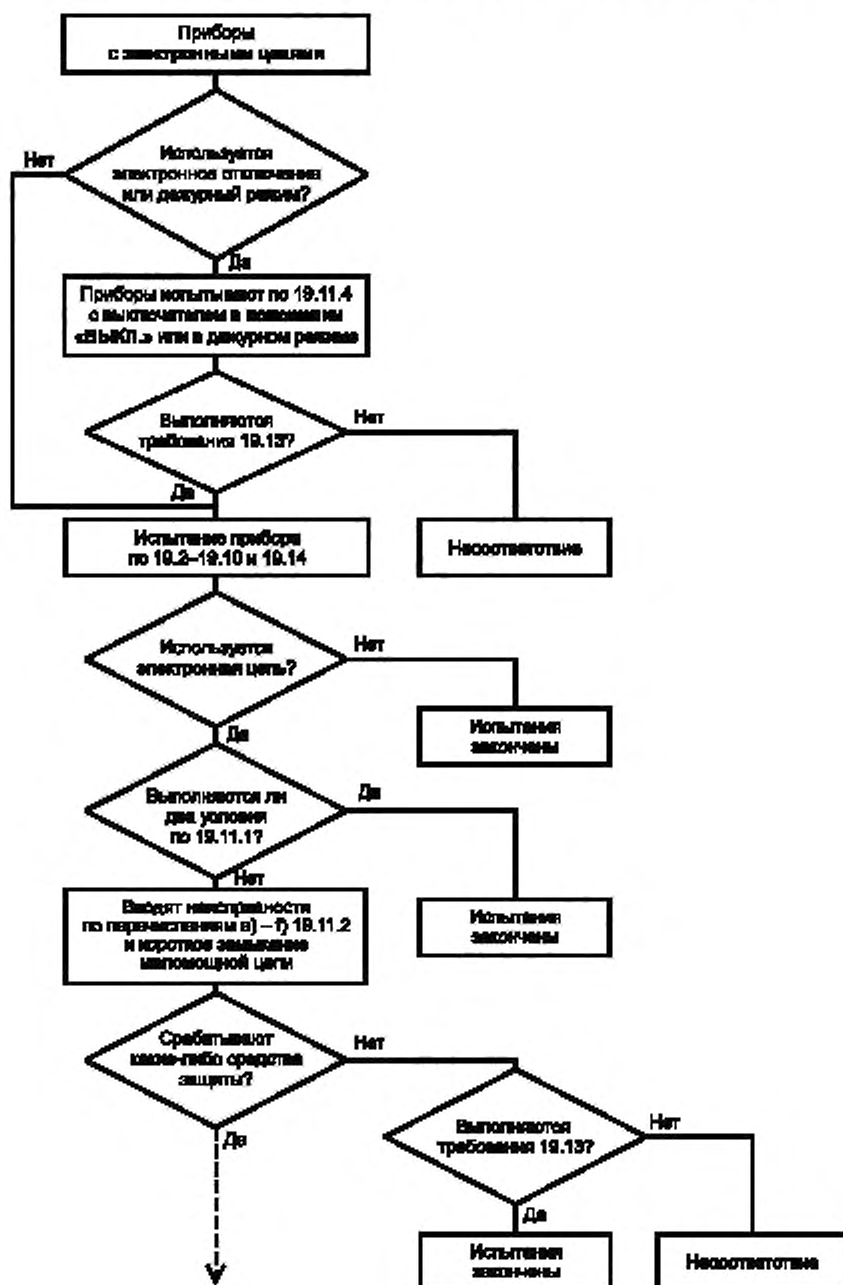 Приборы
с электронными цепями
Нет
Используется
электронное отключение
или дежурный режим?
Да
Приборы испытывают по 19.11.4
с выключателем в положении
«ВЫКЛ.» или в дежурном режиме
Выполняются
требования 19.13?
Нет
Да
Испытание прибора
по 19.2–19.10 и 19.14
Несоответствие
Используется
электронная цепь?
Нет
Испытания
закончены
Да
Выполняются ли
два условия
по 19.11.1?
Да
Испытания
закончены
Нет
Вводят неисправности
по перечислениям а) – f) 19.11.2
и короткое замыкание
маломощной цепи
Срабатывают
какие-либо средства
защиты?
Нет
Да
Выполняются
требования 19.13?
Нет
Да
Испытания
закончены
Несоответствие